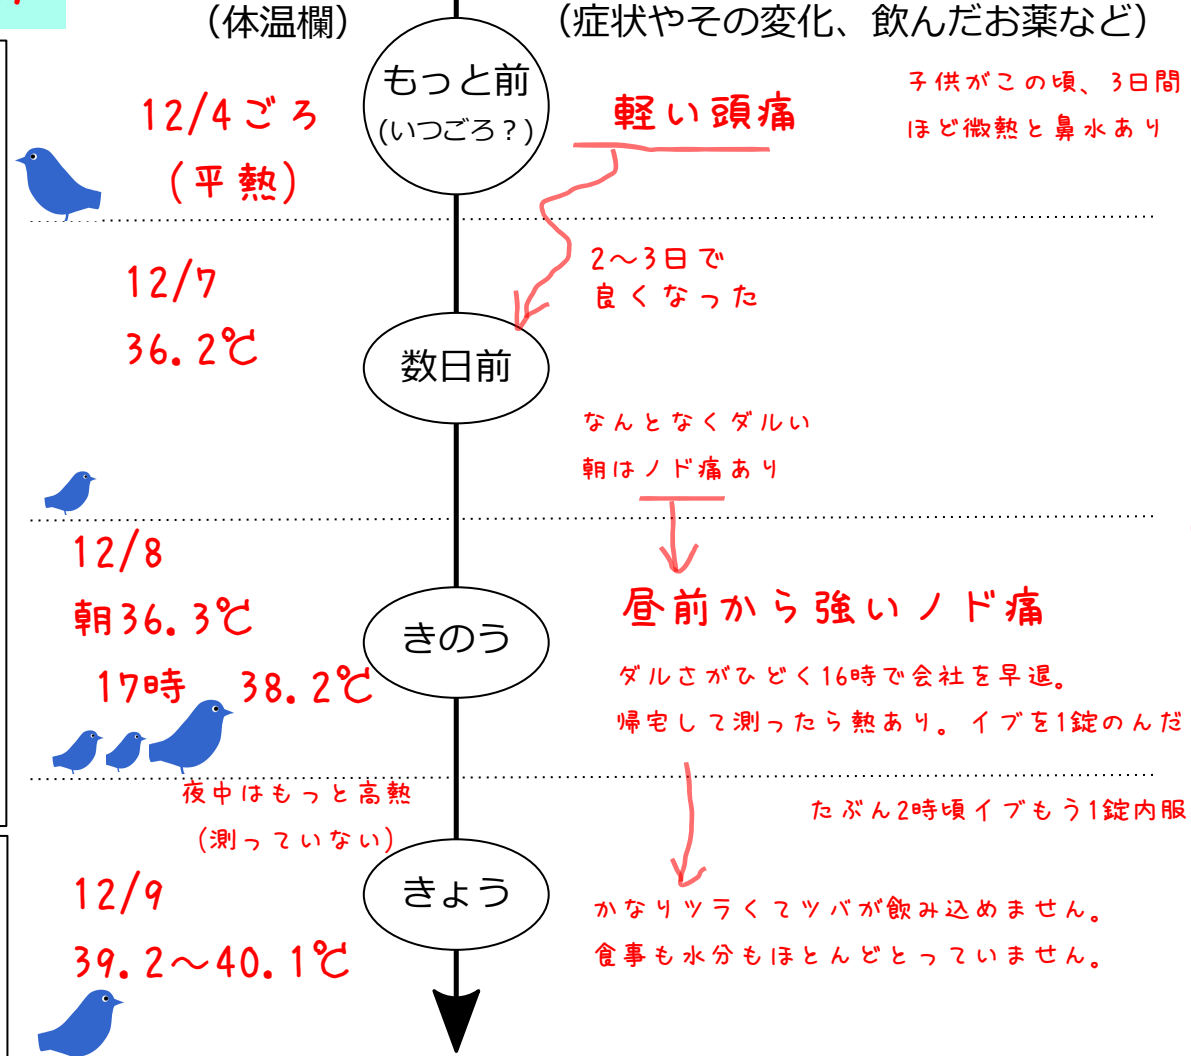 (体温欄)
(症状やその変化、飲んだお薬など)
もっと前
(いつごろ?)
12/4ごろ
(平熱)
軽い頭痛
子供がこの頃、3日間
ほど微熱と鼻水あり
2～3日で
良くなった
12/7
36.2℃
数日前
なんとなくダルい
朝はノド痛あり
12/8
朝36.3℃
17時 38.2℃
きのう
昼前から強いノド痛
ダルさがひどく16時で会社を早退。
帰宅して測ったら熱あり。イブを1錠のんだ
夜中はもっと高熱
(測っていない)
たぶん2時頃イブもう1錠内服
12/9
39.2～40.1℃
きょう
かなりツラくてツバが飲み込めません。
食事も水分もほとんどとっていません。